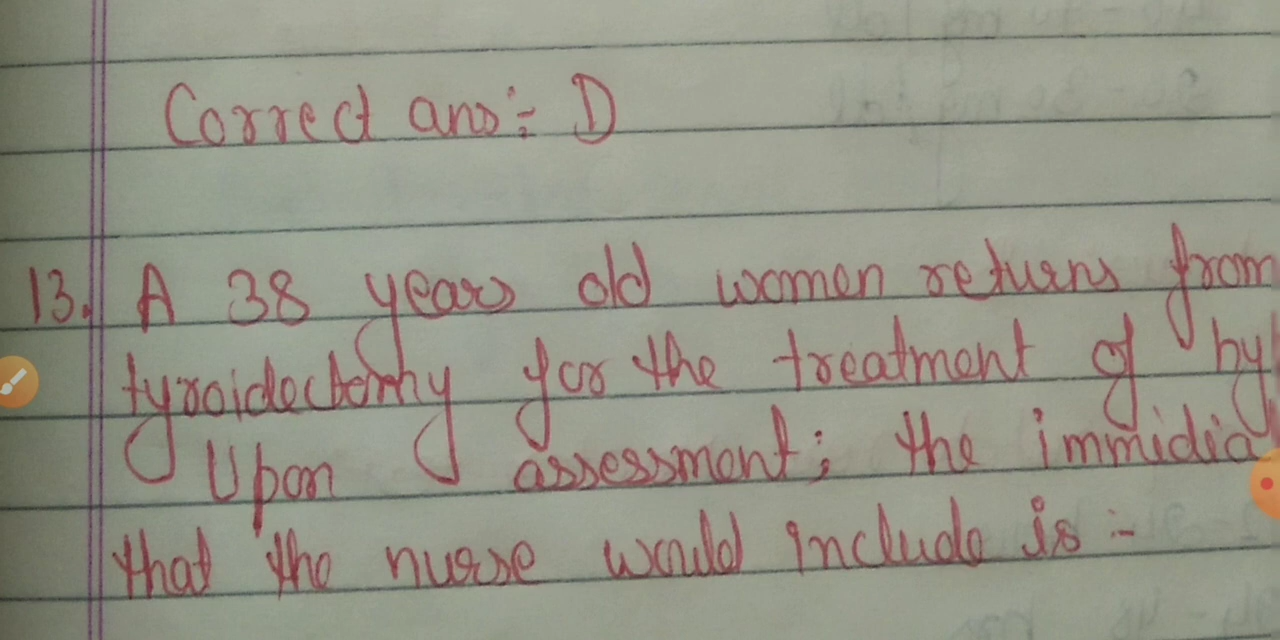 Correct ans:- D
13. A 38 years old women returns from
tyroidectomhy for the treatment of hy
Upon assessment; the immidia
that the nurse would include is :-